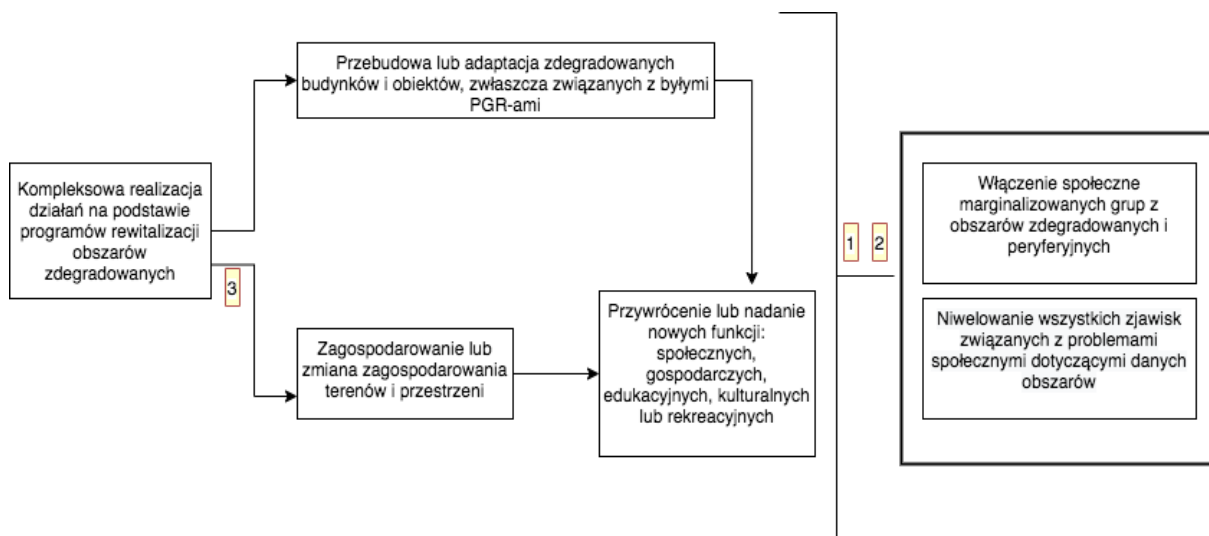 Kompleksowa realizacja
działań na podstawie
programów rewitalizacji
obszarów
zdegradowanych
3
Przebudowa lub adaptacja zdegradowanych
budynków i obiektów, zwłaszcza związanych z byłymi
PGR-ami
Zagospodarowanie lub
zmiana zagospodarowania
terenów i przestrzeni
Przywrócenie lub nadanie
nowych funkcji:
społecznych,
gospodarczych,
edukacyjnych, kulturalnych
lub rekreacyjnych
1 2
Włączenie społeczne
marginalizowanych grup z
obszarów zdegradowanych i
peryferyjnych
Niwelowanie wszystkich zjawisk
związanych z problemami
społecznymi dotyczącymi danych
obszarów